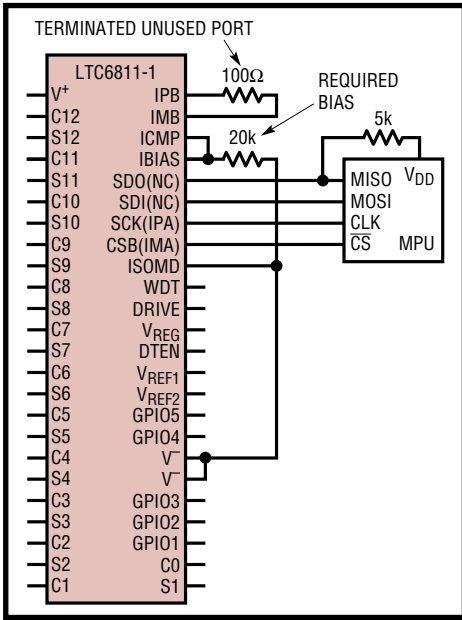 TERMINATED UNUSED PORT
100Ω
REQUIRED
BIAS
20k
5k
LTC6811-1
V+
C12
S12
C11
S11
C10
S10
C9
S9
C8
S8
C7
S7
C6
S6
C5
S5
C4
S4
C3
S3
C2
S2
C1
IPB
IMB
ICMP
IBIAS
SDO(NC)
SDI(NC)
SCK(IPA)
CSB(IMA)
ISOMD
WDT
DRIVE
VREG
DTEN
VREF1
VREF2
GPIO5
GPIO4
V–
V–
GPIO3
GPIO2
GPIO1
C0
S1
MISO VDD
MOSI
CLK
C̅S̅ MPU